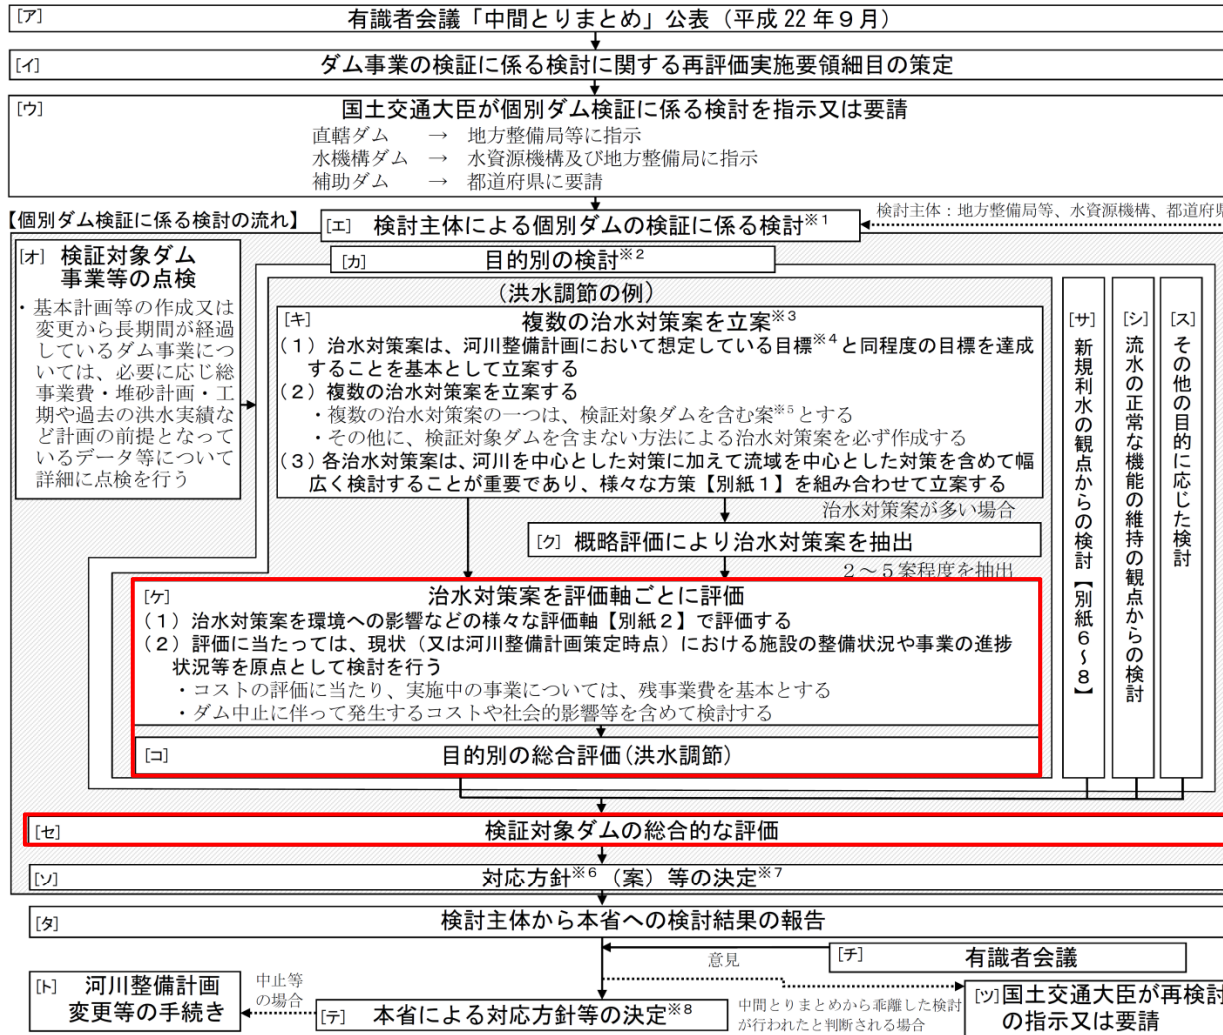 [ア] 有識者会議「中間とりまとめ」公表（平成 22 年９月）
[イ] ダム事業の検証に係る検討に関する再評価実施要領細目の策定
[ウ] 国土交通大臣が個別ダム検証に係る検討を指示又は要請
直轄ダム → 地方整備局等に指示
水機構ダム → 水資源機構及び地方整備局に指示
補助ダム → 都道府県に要請
【個別ダム検証に係る検討の流れ】
[エ] 検討主体による個別ダムの検証に係る検討※1
検討主体：地方整備局等、水資源機構、都道府県
[オ] 検証対象ダム
事業等の点検
・基本計画等の作成又は
変更から長期間が経過
しているダム事業につ
いては、必要に応じ総
事業費・堆砂計画・工
期や過去の洪水実績な
ど計画の前提となって
いるデータ等について
詳細に点検を行う
[カ] 目的別の検討※2
（洪水調節の例）
[キ] 複数の治水対策案を立案※3
（１）治水対策案は、河川整備計画において想定している目標※4 と同程度の目標を達成
することを基本として立案する
（２）複数の治水対策案を立案する
・複数の治水対策案の一つは、検証対象ダムを含む案※5 とする
・その他に、検証対象ダムを含まない方法による治水対策案を必ず作成する
（３）各治水対策案は、河川を中心とした対策に加えて流域を中心とした対策を含めて幅
広く検討することが重要であり、様々な方策【別紙１】を組み合わせて立案する
治水対策案が多い場合
[ク] 概略評価により治水対策案を抽出
２～５案程度を抽出
[ケ] 治水対策案を評価軸ごとに評価
（１）治水対策案を環境への影響などの様々な評価軸【別紙２】で評価する
（２）評価に当たっては、現状（又は河川整備計画策定時点）における施設の整備状況や事業の進捗
状況等を原点として検討を行う
・コストの評価に当たり、実施中の事業については、残事業費を基本とする
・ダム中止に伴って発生するコストや社会的影響等を含めて検討する
[コ] 目的別の総合評価（洪水調節）
[サ] 新規利水の観点からの検討【別紙６～８】
[シ] 流水の正常な機能の維持の観点からの検討
[ス] その他の目的に応じた検討
[セ] 検証対象ダムの総合的な評価
[ソ] 対応方針※6（案）等の決定※7
[タ] 検討主体から本省への検討結果の報告
意見
[チ] 有識者会議
[ト] 河川整備計画
変更等の手続き
中止等
の場合
[テ] 本省による対応方針等の決定※8
中間とりまとめから乖離した検討
が行われたと判断される場合
[ツ] 国土交通大臣が再検討
の指示又は要請